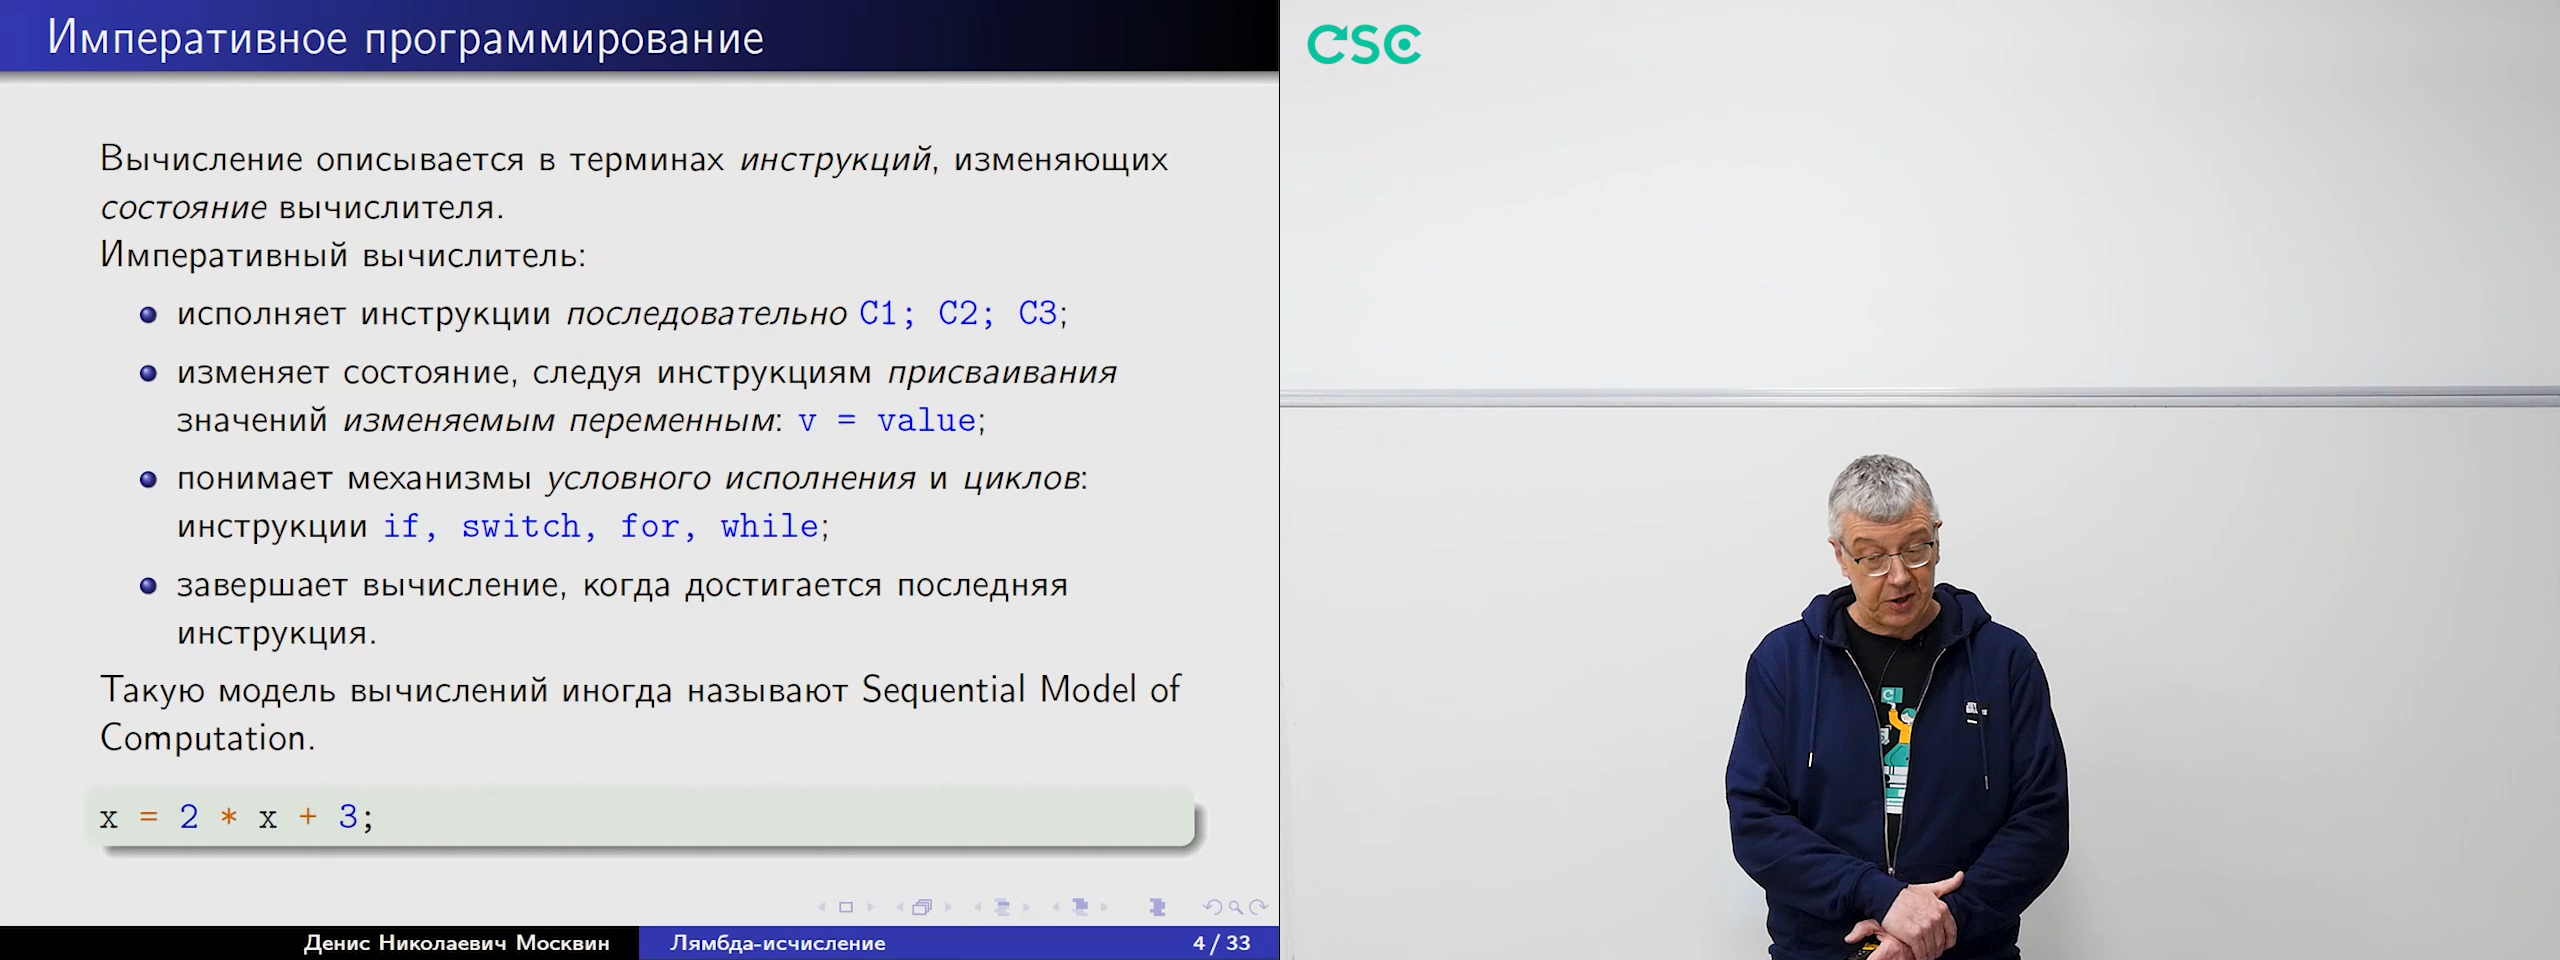 Императивное программирование
Вычисление описывается в терминах инструкций, изменяющих
состояние вычислителя.
Императивный вычислитель:
исполняет инструкции последовательно C1; C2; C3;
изменяет состояние, следуя инструкциям присваивания
значений изменяемым переменным: v = value;
понимает механизмы условного исполнения и циклов:
инструкции if, switch, for, while;
завершает вычисление, когда достигается последняя
инструкция.
Такую модель вычислений иногда называют Sequential Model of
Computation.
x = 2 * x + 3;
Денис Николаевич Москвин
Лямбда-исчисление
4 / 33
CSC